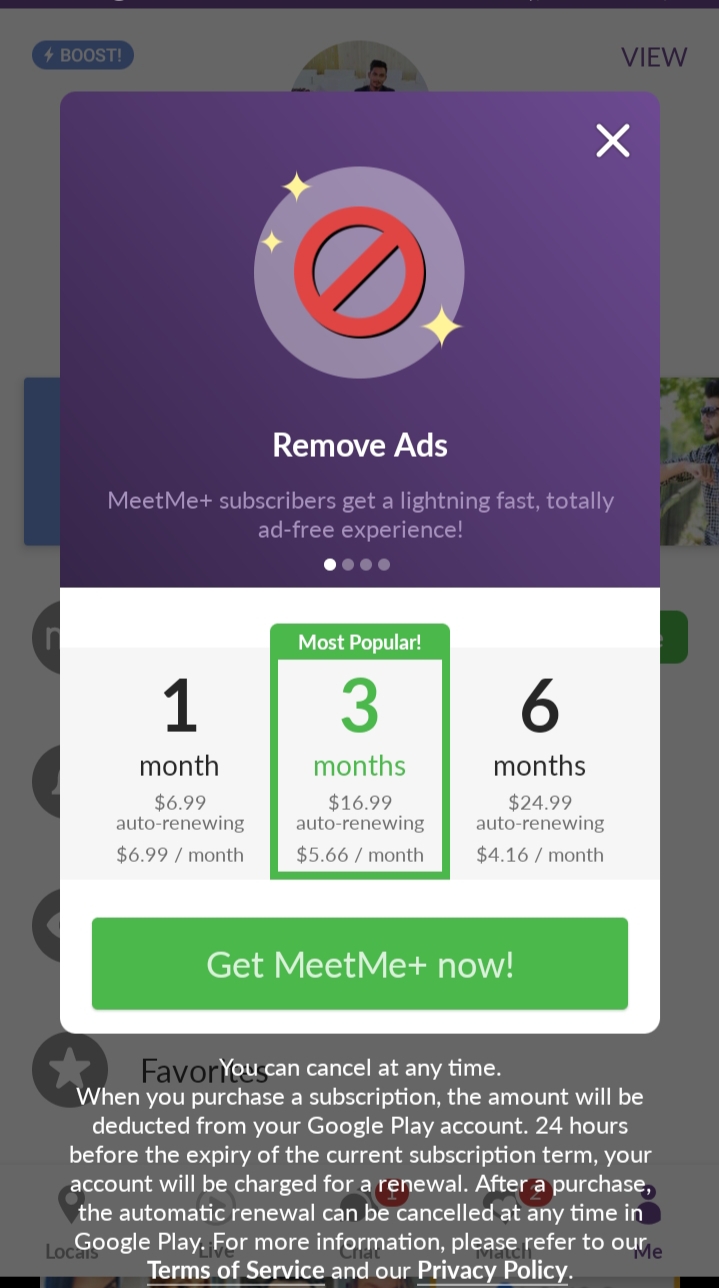 BOOST!
VIEW
Remove Ads
MeetMe+ subscribers get a lightning fast, totally
ad-free experience!
Most Popular!
1
month
$6.99
auto-renewing
$6.99 / month
3
months
$16.99
auto-renewing
$5.66 / month
6
months
$24.99
auto-renewing
$4.16 / month
Get MeetMe+ now!
Favorites
You can cancel at any time.
When you purchase a subscription, the amount will be
deducted from your Google Play account. 24 hours
before the expiry of the current subscription term, your
account will be charged for a renewal. After a purchase,
the automatic renewal can be cancelled at any time in
Google Play. For more information, please refer to our
Terms of Service and our Privacy Policy.
1
2
Locals
Live
Chat
Match
Me